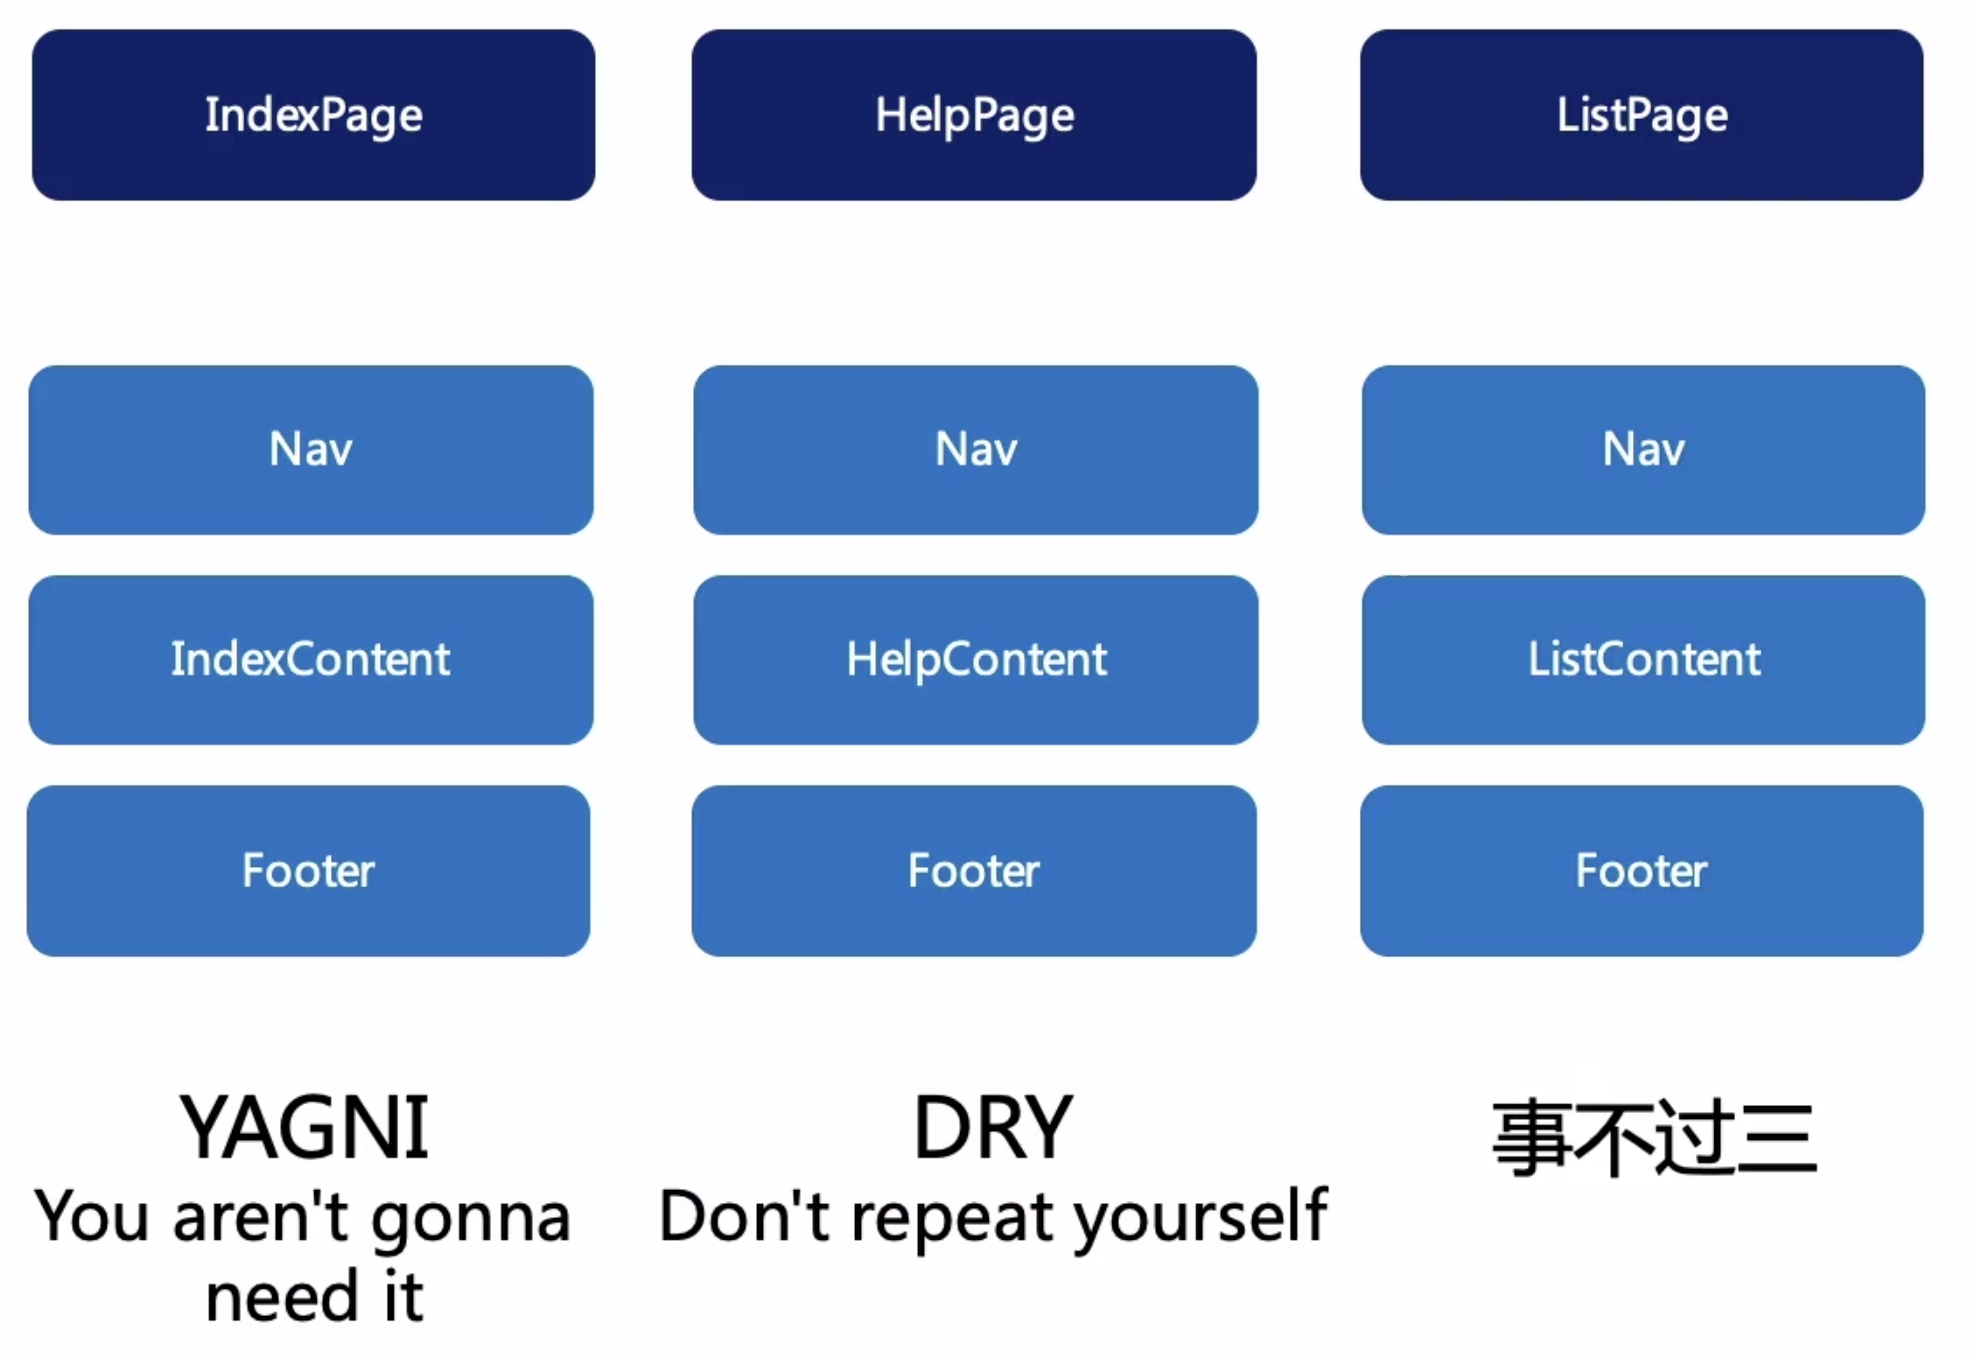 IndexPage
HelpPage
ListPage
Nav
Nav
Nav
IndexContent
HelpContent
ListContent
Footer
Footer
Footer
YAGNI
You aren't gonna
need it
DRY
Don't repeat yourself
事不过三